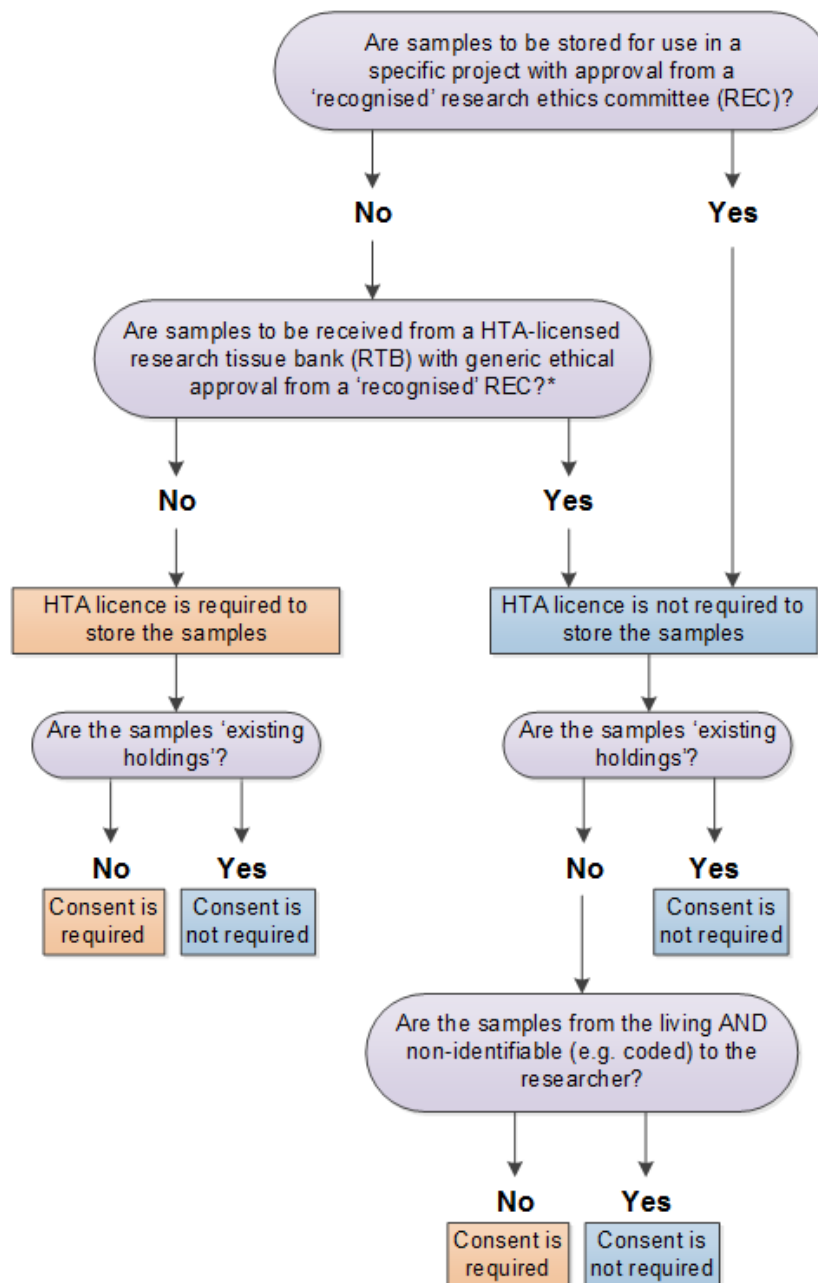 Are samples to be stored for use in a
specific project with approval from a
‘recognised’ research ethics committee (REC)?
No
Yes
Are samples to be received from a HTA-licensed
research tissue bank (RTB) with generic ethical
approval from a ‘recognised’ REC?*
No
Yes
HTA licence is required to
store the samples
HTA licence is not required to
store the samples
Are the samples ‘existing
holdings’?
Are the samples ‘existing
holdings’?
No
Yes
No
Yes
Consent is
required
Consent is
not required
Consent is
not required
Are the samples from the living AND
non-identifiable (e.g. coded) to the
researcher?
No
Yes
Consent is
required
Consent is
not required